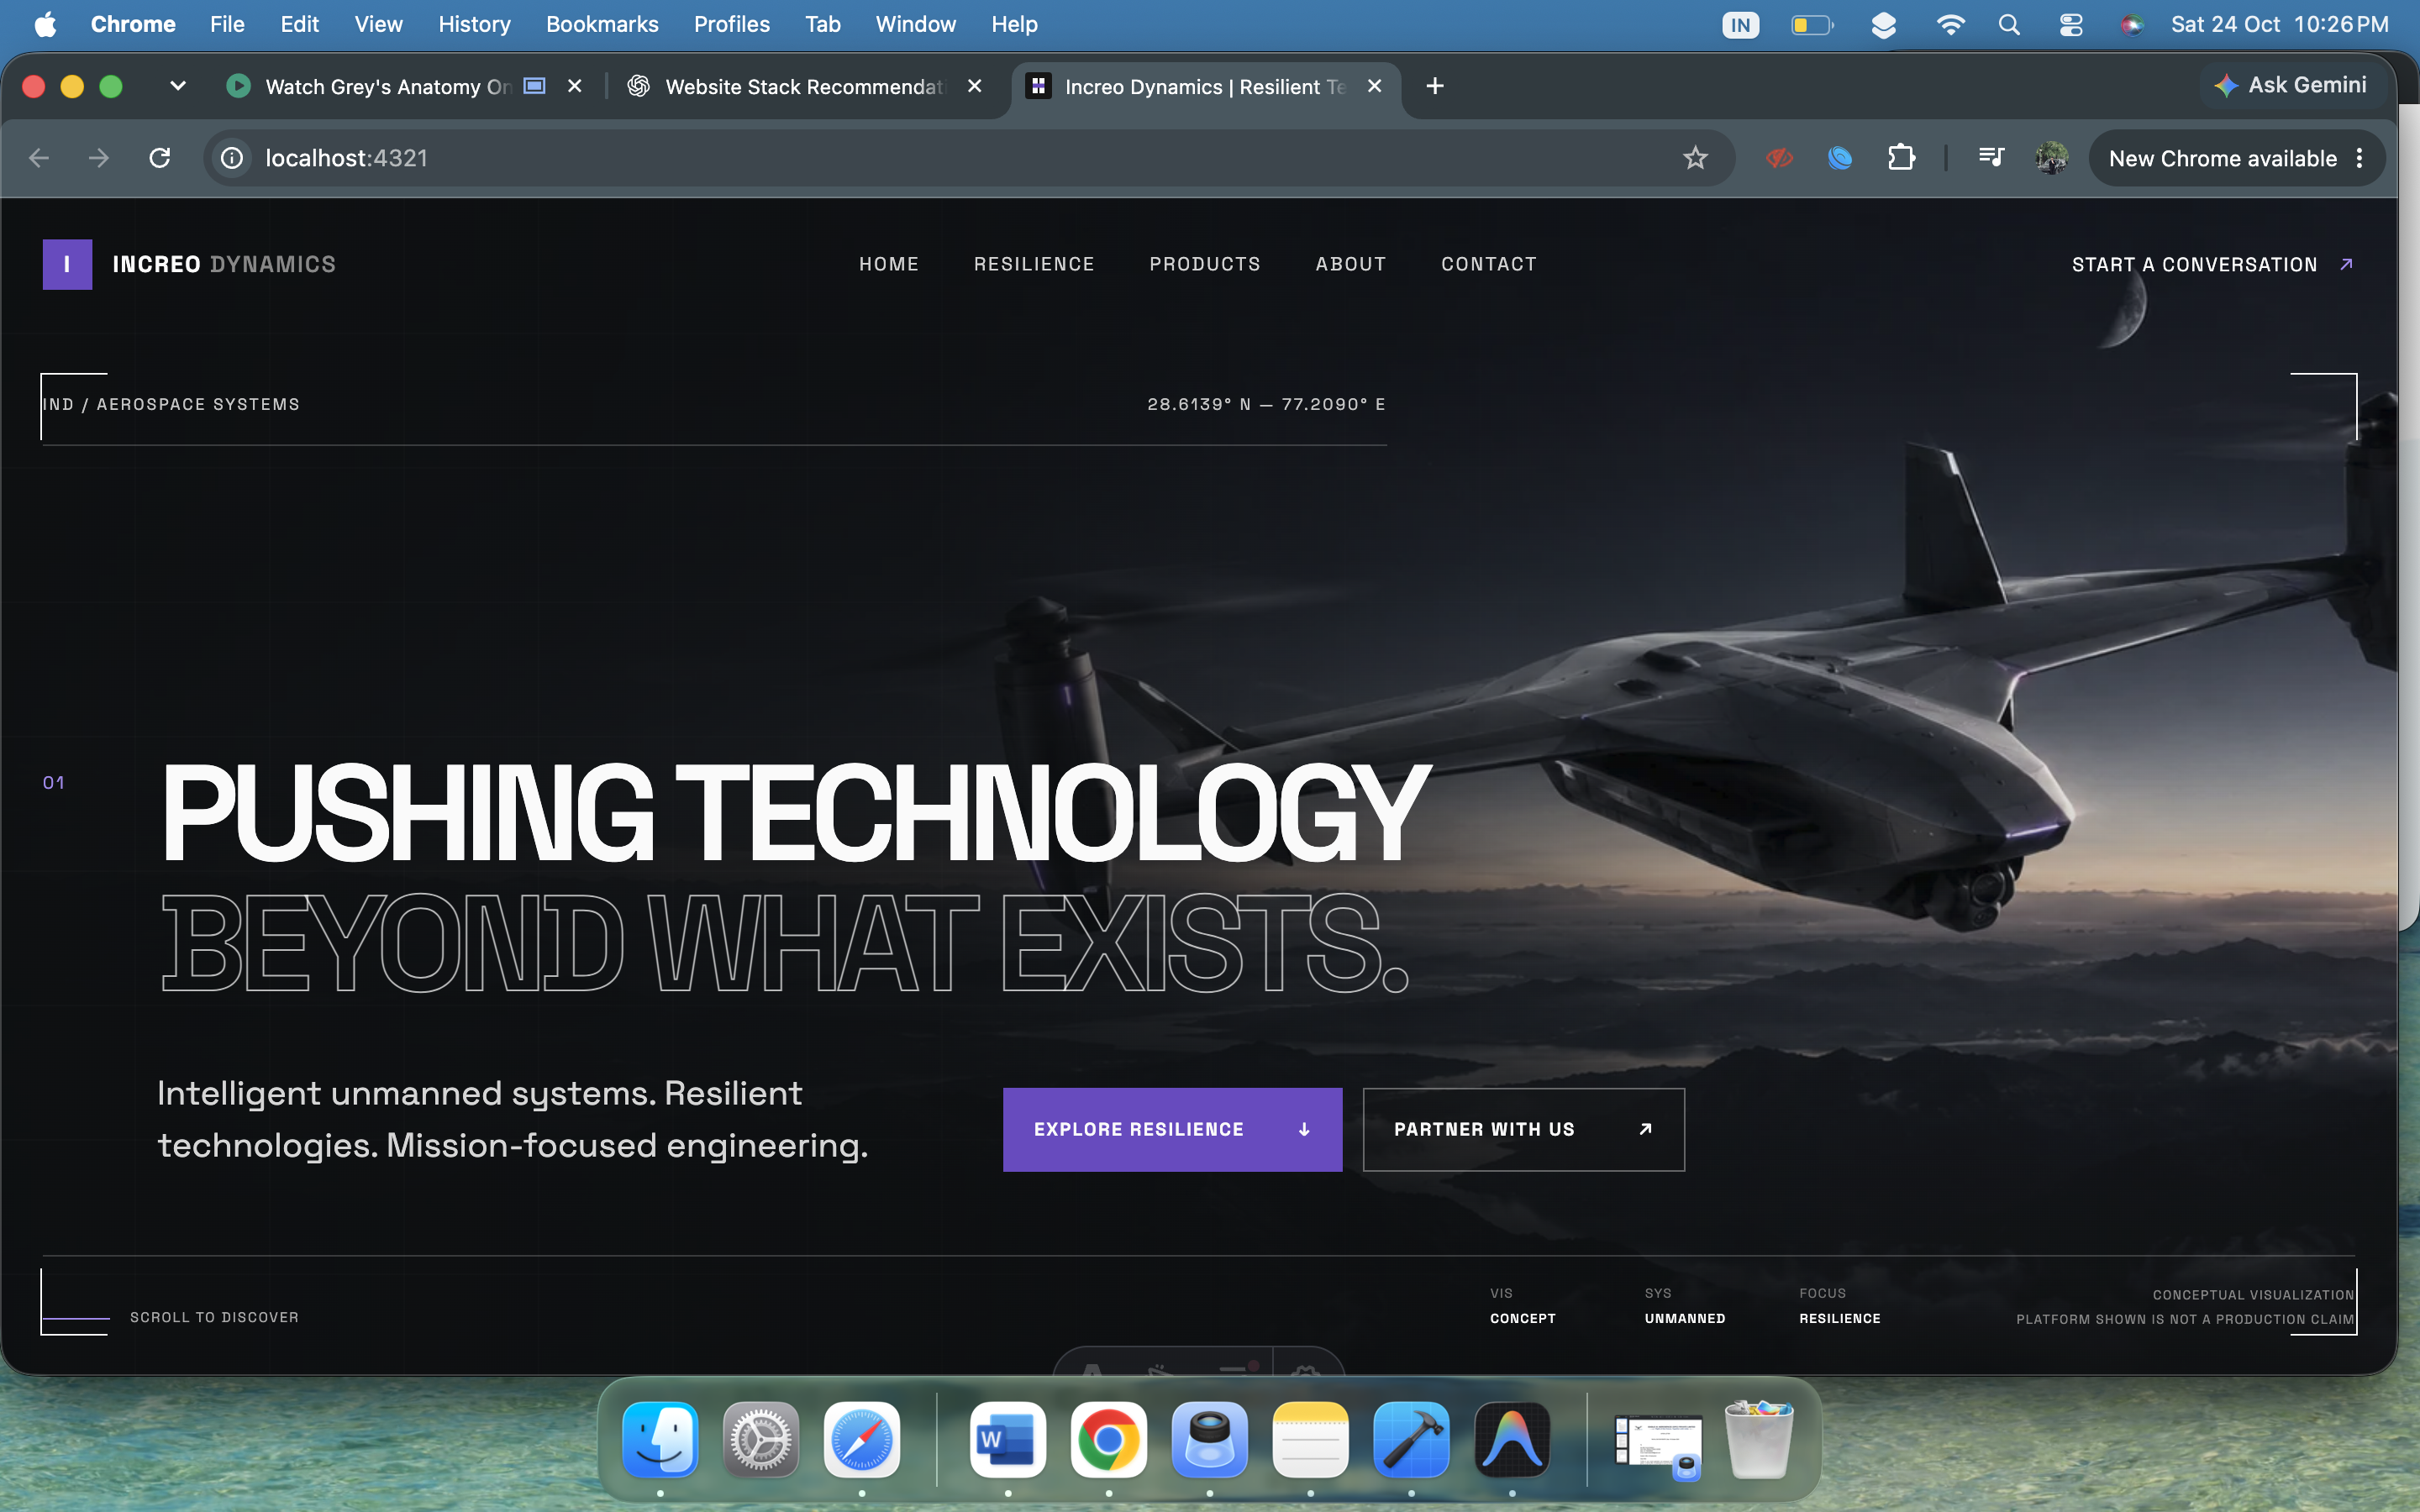 Chrome File Edit View History Bookmarks Profiles Tab Window Help IN Sat 24 Oct 10:26 PM
Watch Grey's Anatomy On Website Stack Recommendat Increo Dynamics | Resilient Te Ask Gemini
localhost:4321 New Chrome available
I INCREO DYNAMICS HOME RESILIENCE PRODUCTS ABOUT CONTACT START A CONVERSATION
IND / AEROSPACE SYSTEMS 28.6139° N — 77.2090° E
01 PUSHING TECHNOLOGY
BEYOND WHAT EXISTS.
Intelligent unmanned systems. Resilient
technologies. Mission-focused engineering.
EXPLORE RESILIENCE ↓ PARTNER WITH US ↗
SCROLL TO DISCOVER
VIS SYS FOCUS CONCEPTUAL VISUALIZATION
CONCEPT UNMANNED RESILIENCE PLATFORM SHOWN IS NOT A PRODUCTION CLAIM
W